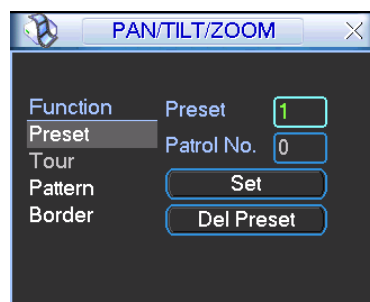 PAN/TILT/ZOOM
Function
Preset
Tour
Pattern
Border
Preset 1
Patrol No. 0
Set
Del Preset